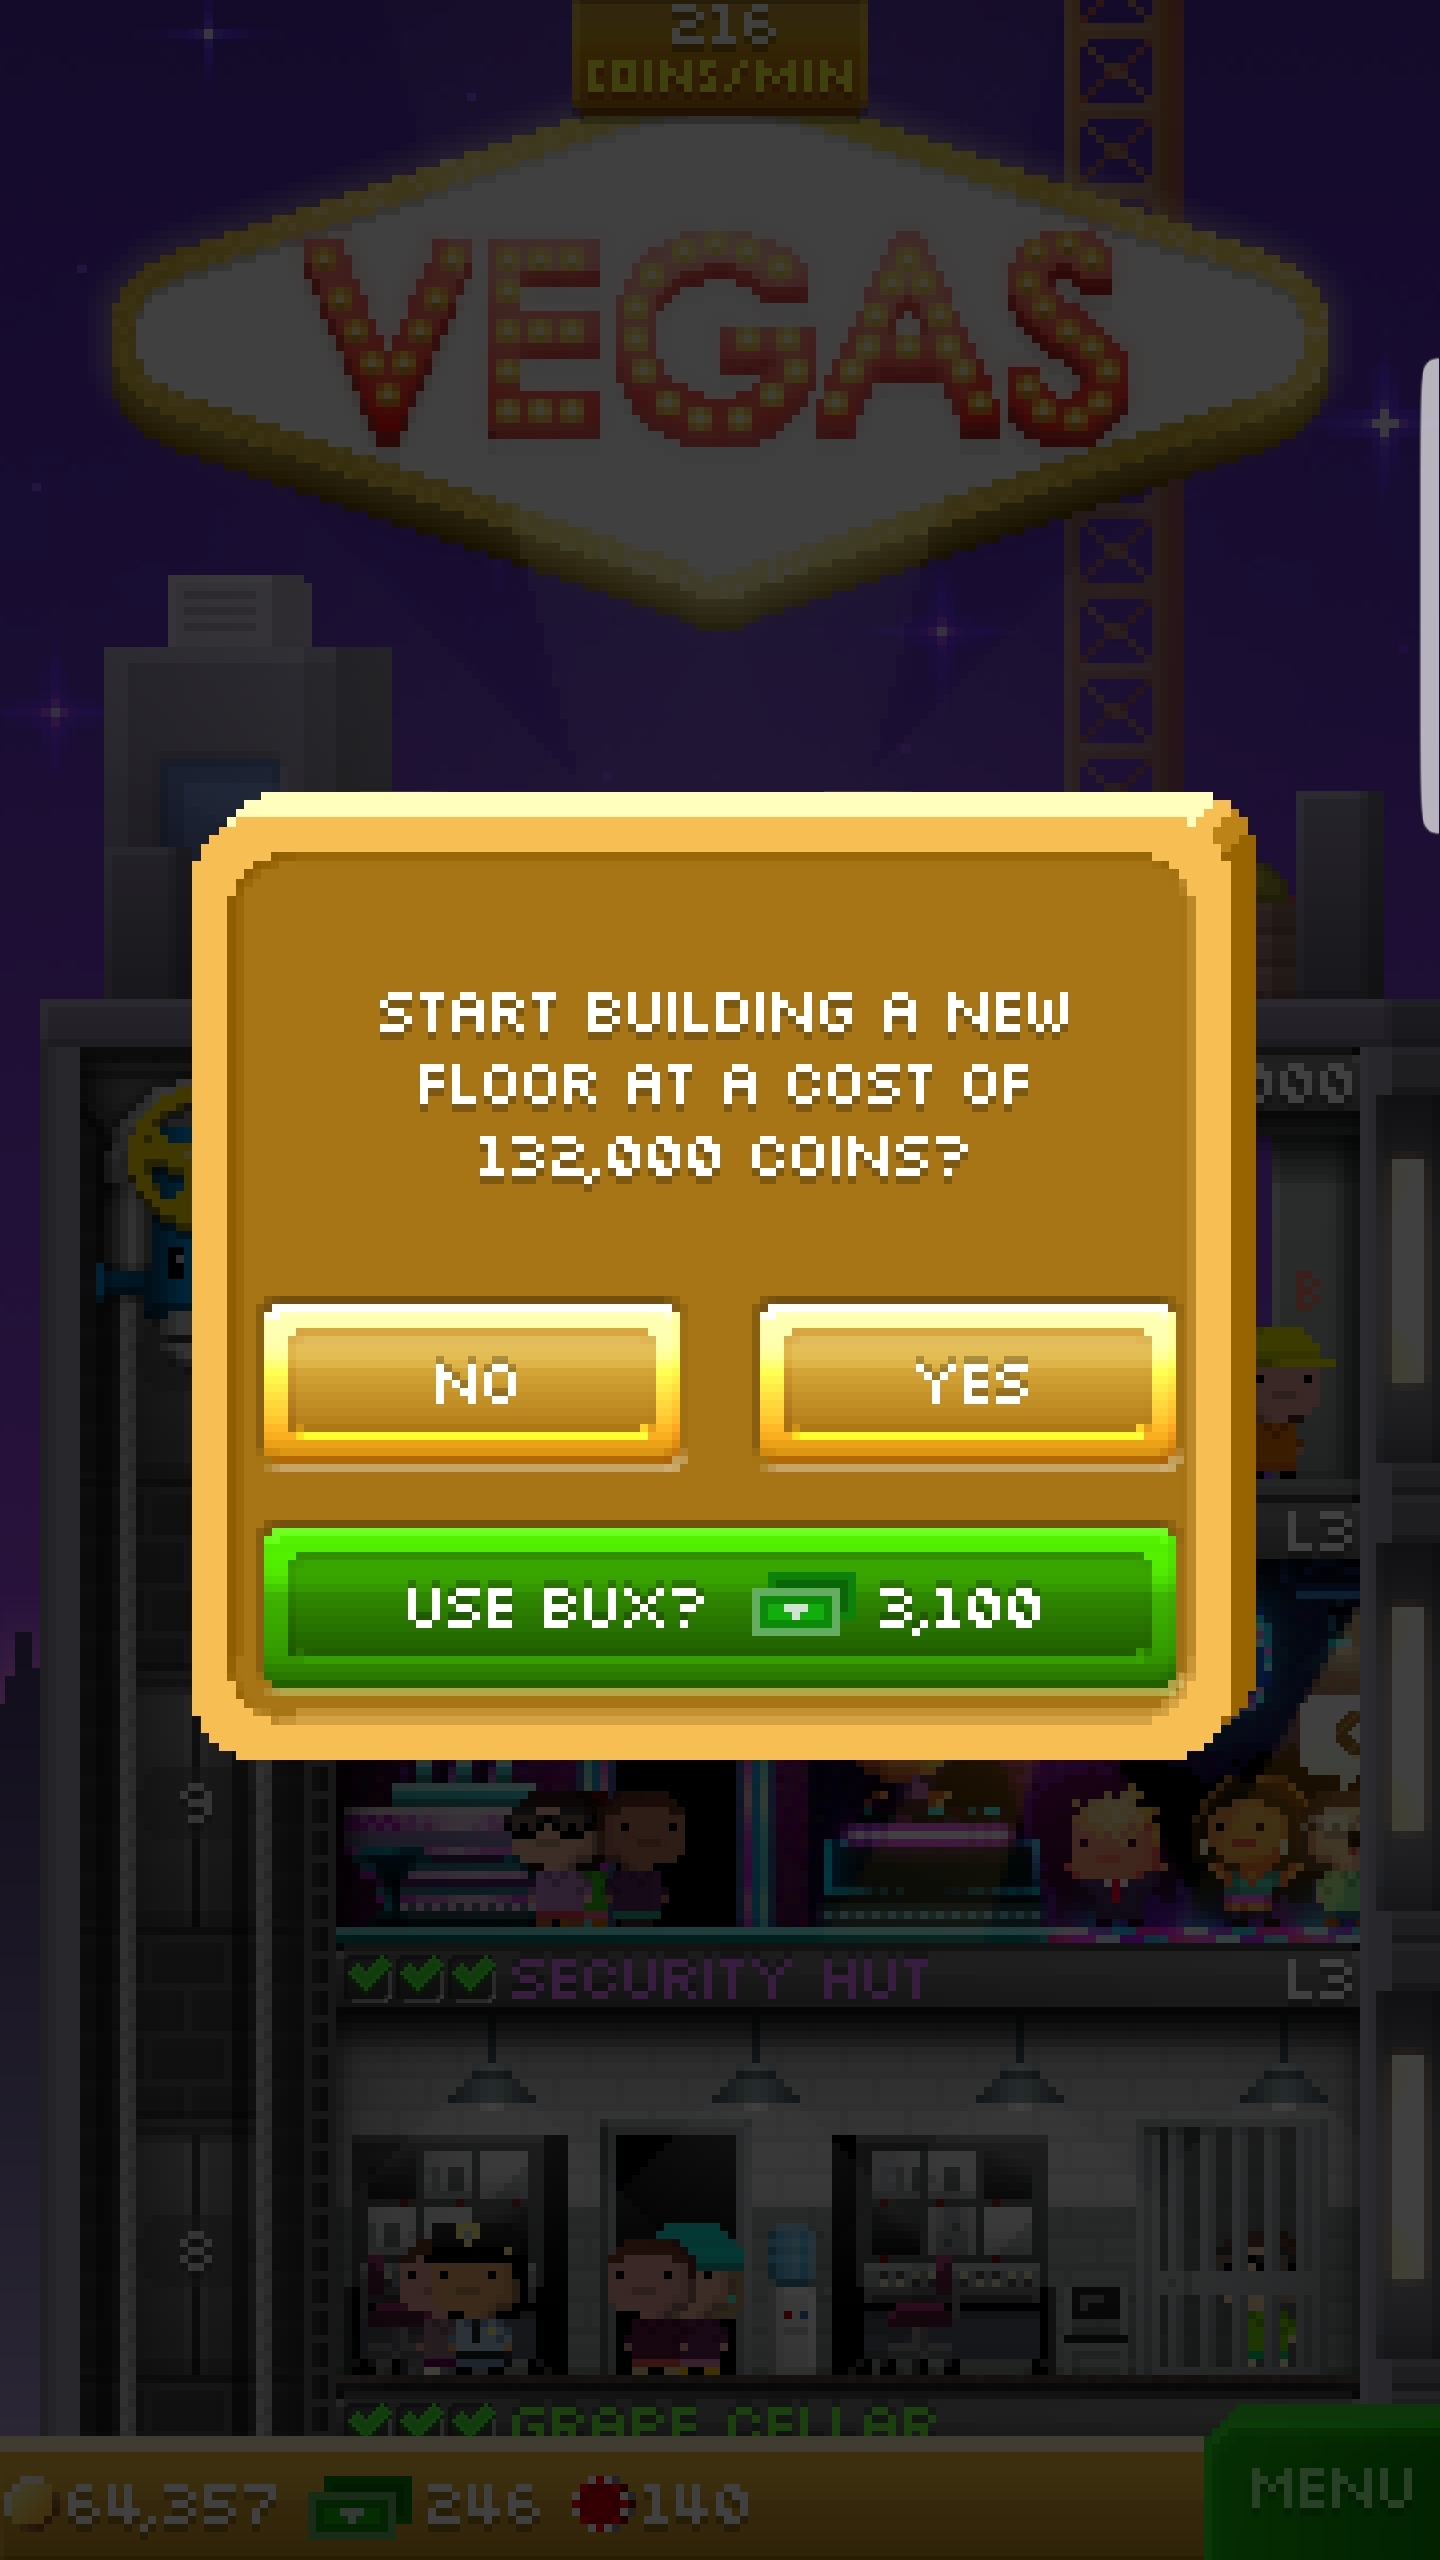 216
COINS/MIN
VEGAS
START BUILDING A NEW
FLOOR AT A COST OF
132,000 COINS?
000
B
NO YES
L3
USE BUX? 3,100
9
SECURITY HUT L3
8
GRAPE CELLAR
64,357 246 140 MENU